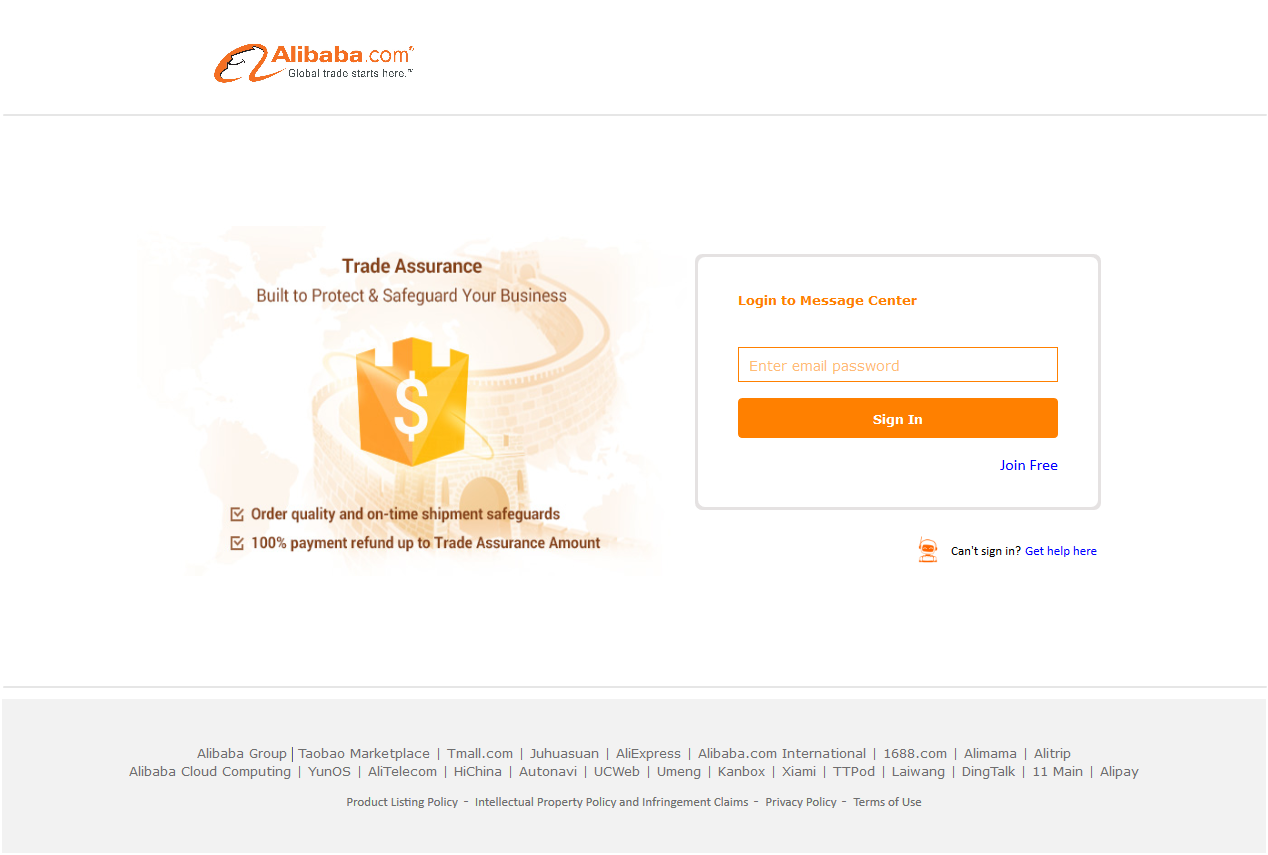 Alibaba.com®
Global trade starts here.™
Trade Assurance
Built to Protect & Safeguard Your Business
$
Order quality and on-time shipment safeguards
100% payment refund up to Trade Assurance Amount
Login to Message Center
Enter email password
Sign In
Join Free
Can't sign in? Get help here
Alibaba Group | Taobao Marketplace | Tmall.com | Juhuasuan | AliExpress | Alibaba.com International | 1688.com | Alimama | Alitrip
Alibaba Cloud Computing | YunOS | AliTelecom | HiChina | Autonavi | UCWeb | Umeng | Kanbox | Xiami | TTPod | Laiwang | DingTalk | 11 Main | Alipay
Product Listing Policy - Intellectual Property Policy and Infringement Claims - Privacy Policy - Terms of Use